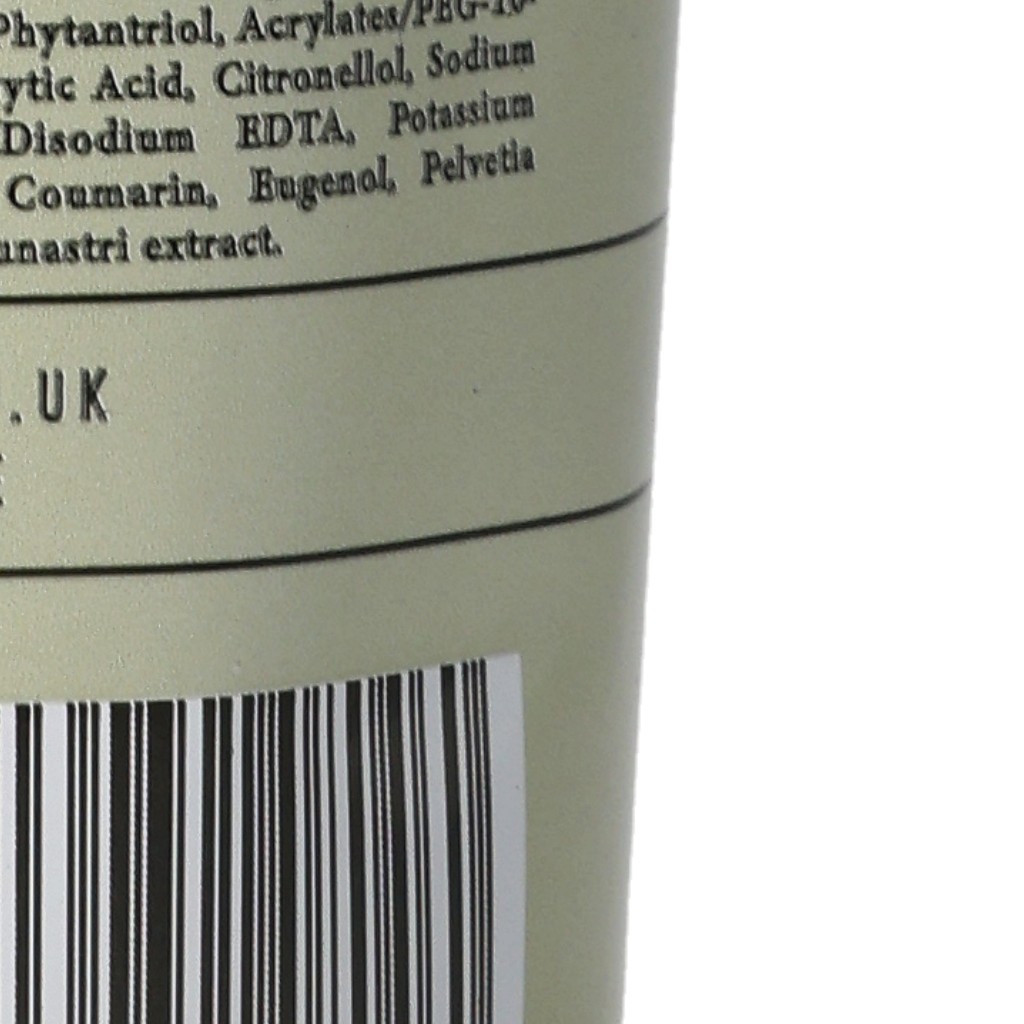 Phytantriol, Acrylates/PEG-10-
ytic Acid, Citronellol, Sodium
Disodium EDTA, Potassium
Coumarin, Eugenol, Pelvetia
unastri extract.
.UK